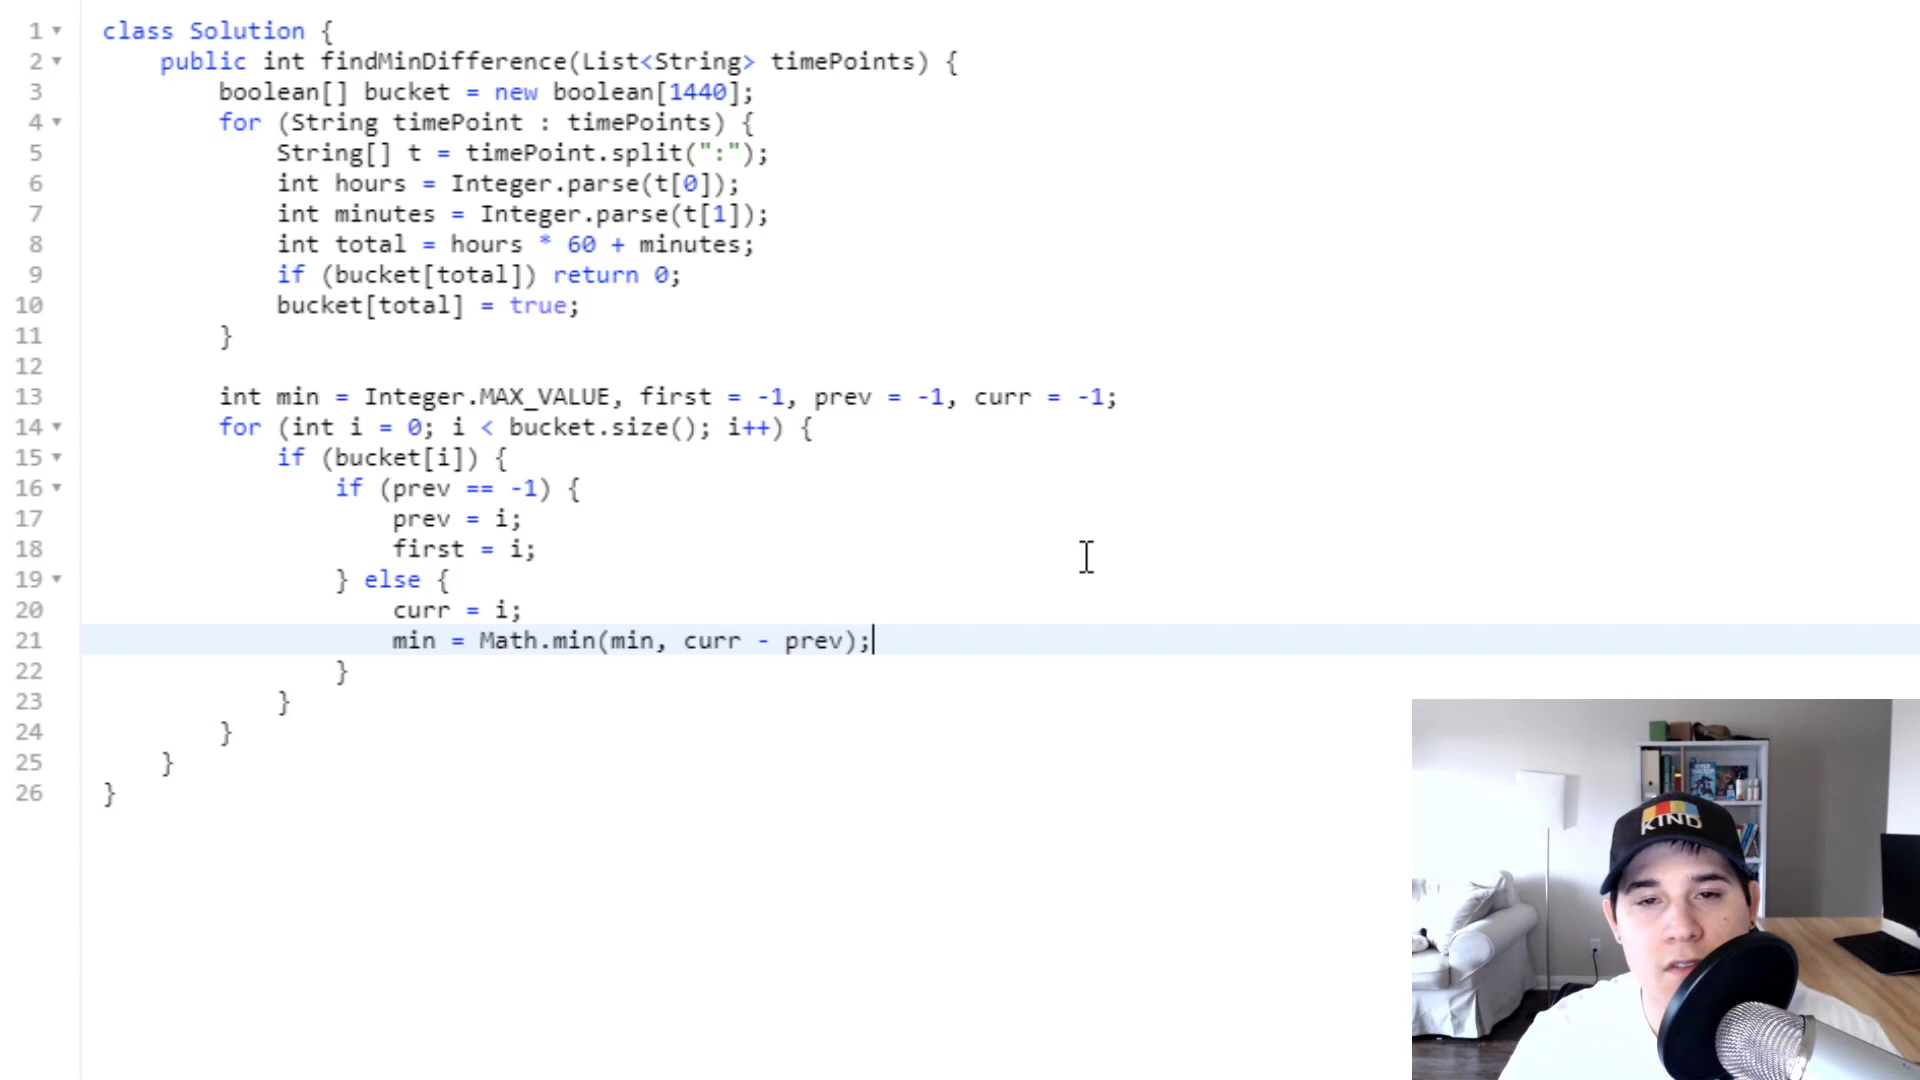 1 class Solution {
2 public int findMinDifference(List<String> timePoints) {
3 boolean[] bucket = new boolean[1440];
4 for (String timePoint : timePoints) {
5 String[] t = timePoint.split(":");
6 int hours = Integer.parse(t[0]);
7 int minutes = Integer.parse(t[1]);
8 int total = hours * 60 + minutes;
9 if (bucket[total]) return 0;
10 bucket[total] = true;
11 }
12
13 int min = Integer.MAX_VALUE, first = -1, prev = -1, curr = -1;
14 for (int i = 0; i < bucket.size(); i++) {
15 if (bucket[i]) {
16 if (prev == -1) {
17 prev = i;
18 first = i;
19 } else {
20 curr = i;
21 min = Math.min(min, curr - prev);
22 }
23 }
24 }
25 }
26 }
KIND